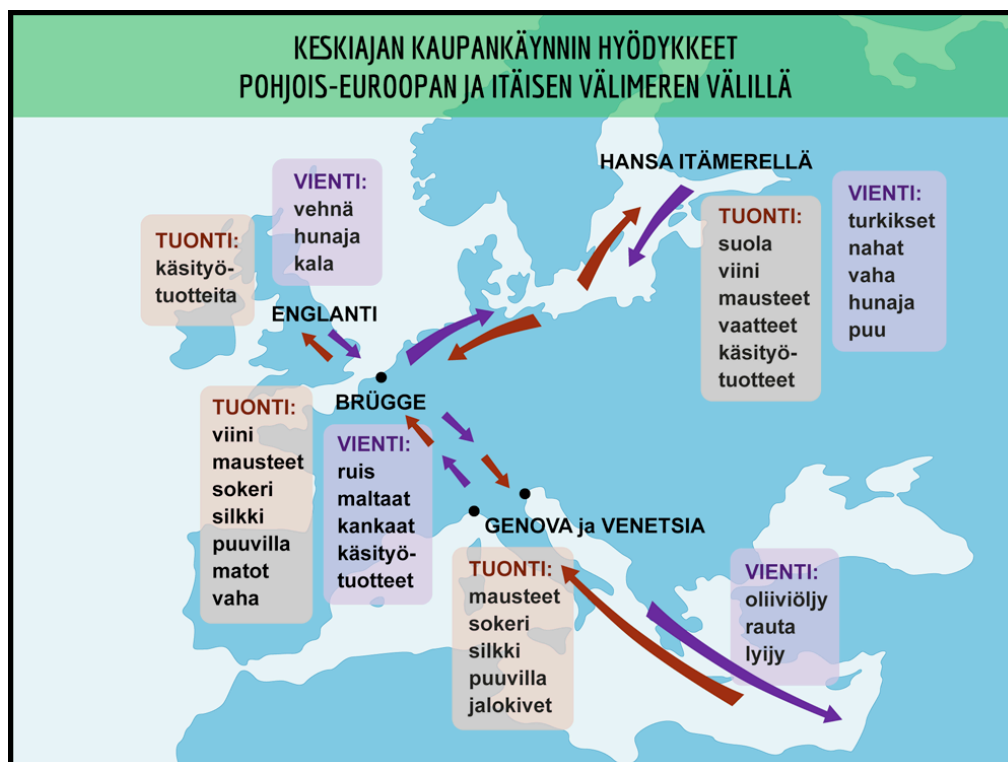 KESKIAJAN KAUPANKÄYNNIN HYÖDYKKEET
POHJOIS-EUROOPAN JA ITÄISEN VÄLIMEREN VÄLILLÄ
HANSA ITÄMERELLÄ
TUONTI:
suola
viini
mausteet
vaatteet
käsityö-
tuotteet
VIENTI:
turkikset
nahat
vaha
hunaja
puu
VIENTI:
vehnä
hunaja
kala
TUONTI:
käsityö-
tuotteita
ENGLANTI
BRÜGGE
TUONTI:
viini
mausteet
sokeri
silkki
puuvilla
matot
vaha
VIENTI:
ruis
maltaat
kankaat
käsityö-
tuotteet
GENOVA ja VENETSIA
TUONTI:
mausteet
sokeri
silkki
puuvilla
jalokivet
VIENTI:
oliiviöljy
rauta
lyijy